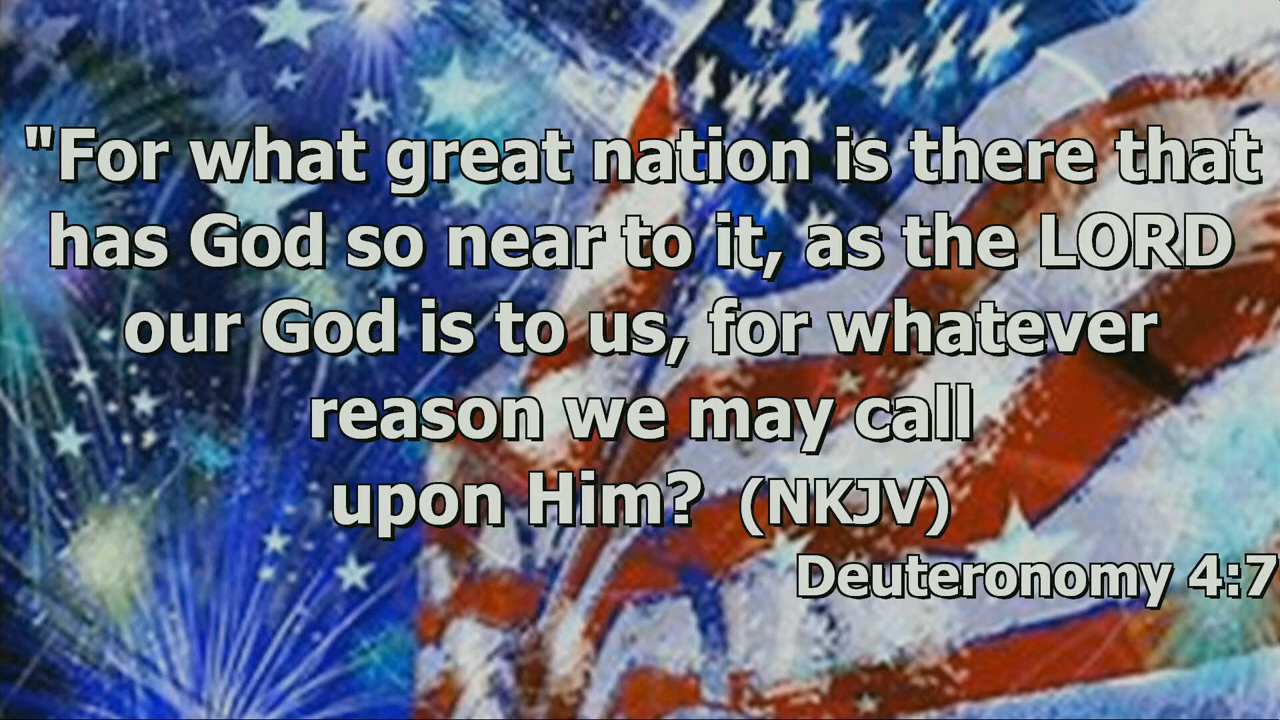 "For what great nation is there that
has God so near to it, as the LORD
our God is to us, for whatever
reason we may call
upon Him? (NKJV)
Deuteronomy 4:7